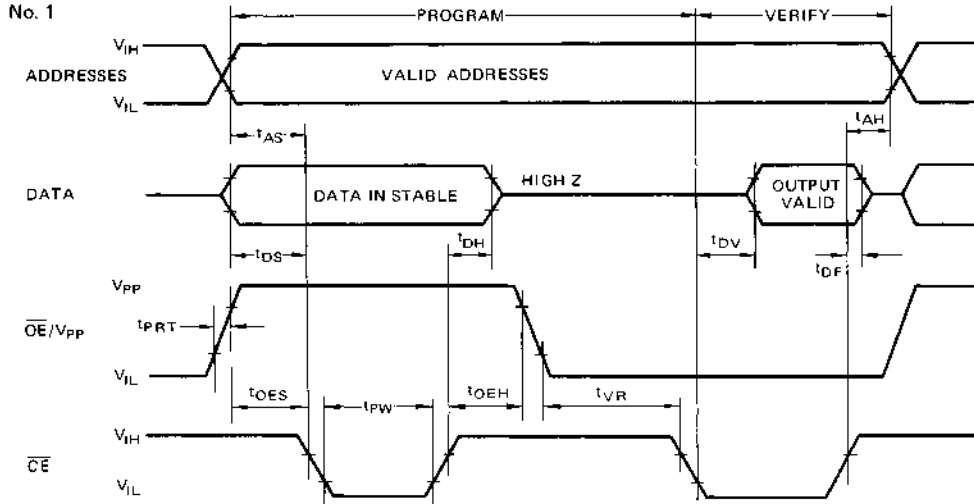 No. 1
PROGRAM
VERIFY
VIH
ADDRESSES
VALID ADDRESSES
VIL
tAS
tAH
DATA
DATA IN STABLE
HIGH Z
OUTPUT
VALID
tDS
tDH
tDV
tDF
VPP
tPRT
OE/VPP
VIL
tOES
tPW
tOEH
tVR
VIH
CE
VIL